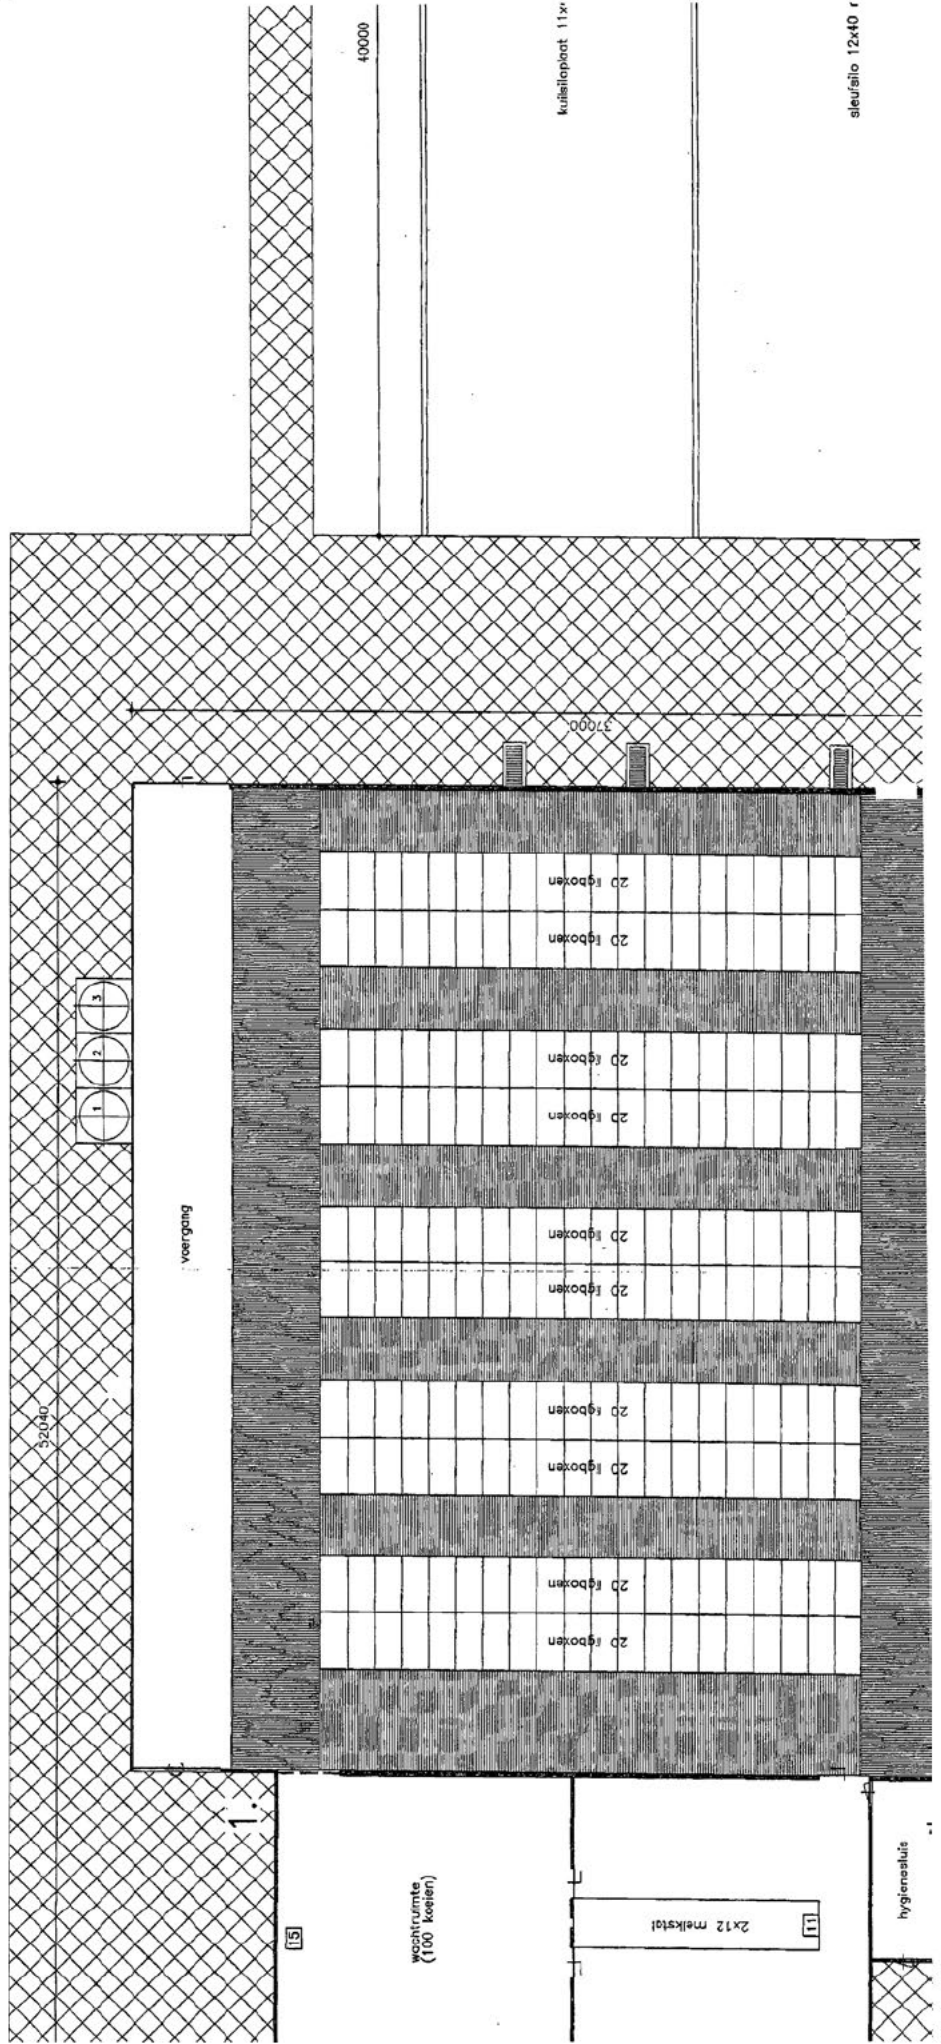 40000
kuilsiloplaat 11x
sleufsilo 12x40
37000
20 ligboxen
20 ligboxen
3
2
1
20 ligboxen
20 ligboxen
voergang
20 ligboxen
20 ligboxen
52040
20 ligboxen
20 ligboxen
20 ligboxen
20 ligboxen
1.
15
wachtruimte
(100 koeien)
2x12 melkstal
11
hygienesluis